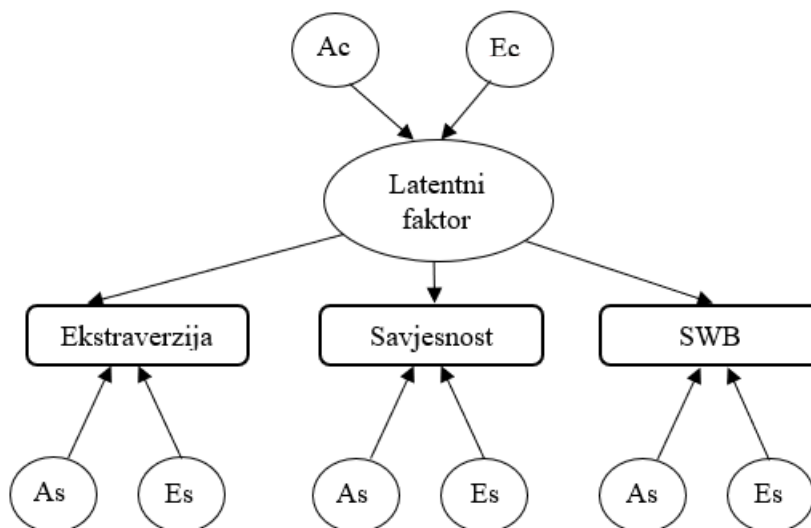 Ac
Ec
Latentni
faktor
Ekstraverzija
Savjesnost
SWB
As
Es
As
Es
As
Es